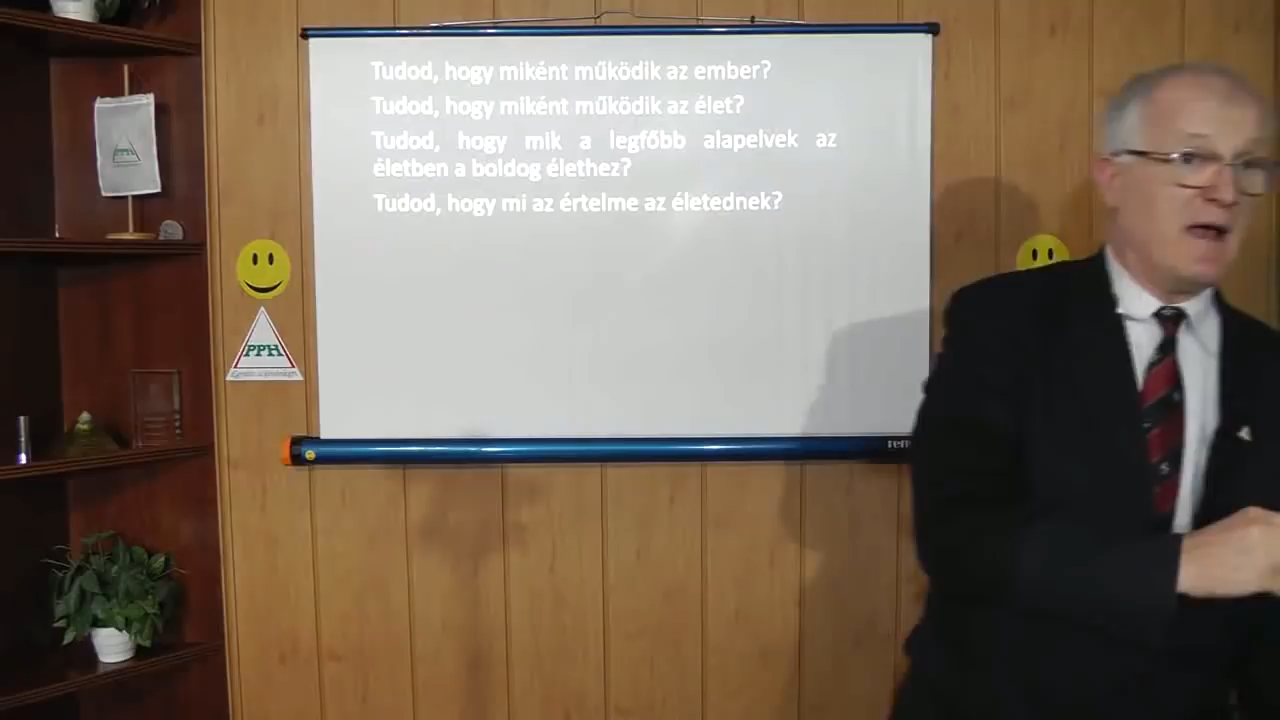 Tudod, hogy miként működik az ember?
Tudod, hogy miként működik az élet?
Tudod, hogy mik a legfőbb alapelvek az
életben a boldog élethez?
Tudod, hogy mi az értelme az életednek?
PPH
PPH